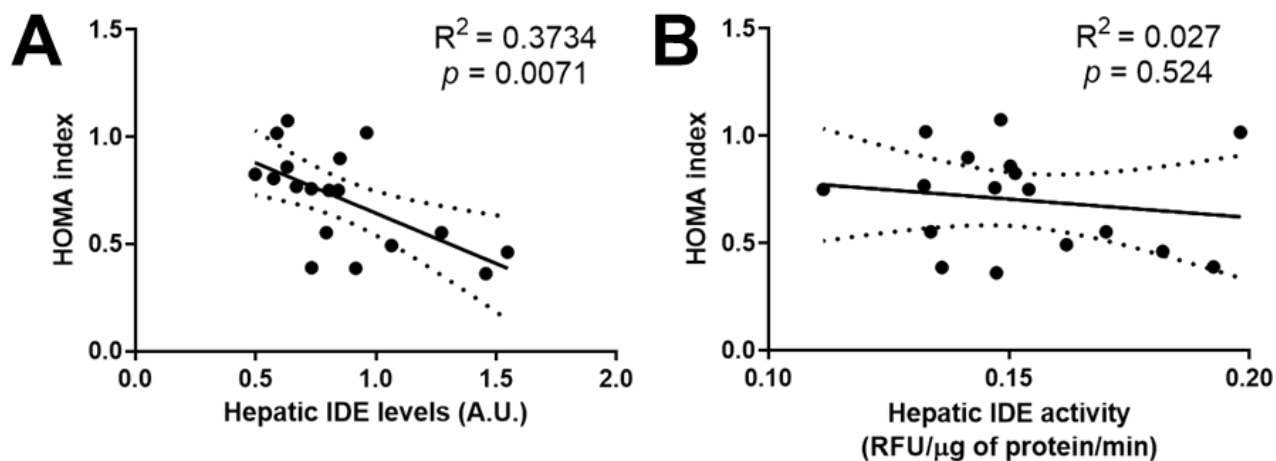 A
R² = 0.3734
p = 0.0071
HOMA index
1.5
1.0
0.5
0.0
0.0 0.5 1.0 1.5 2.0
Hepatic IDE levels (A.U.)
B
R² = 0.027
p = 0.524
HOMA index
1.5
1.0
0.5
0.0
0.10 0.15 0.20
Hepatic IDE activity
(RFU/μg of protein/min)